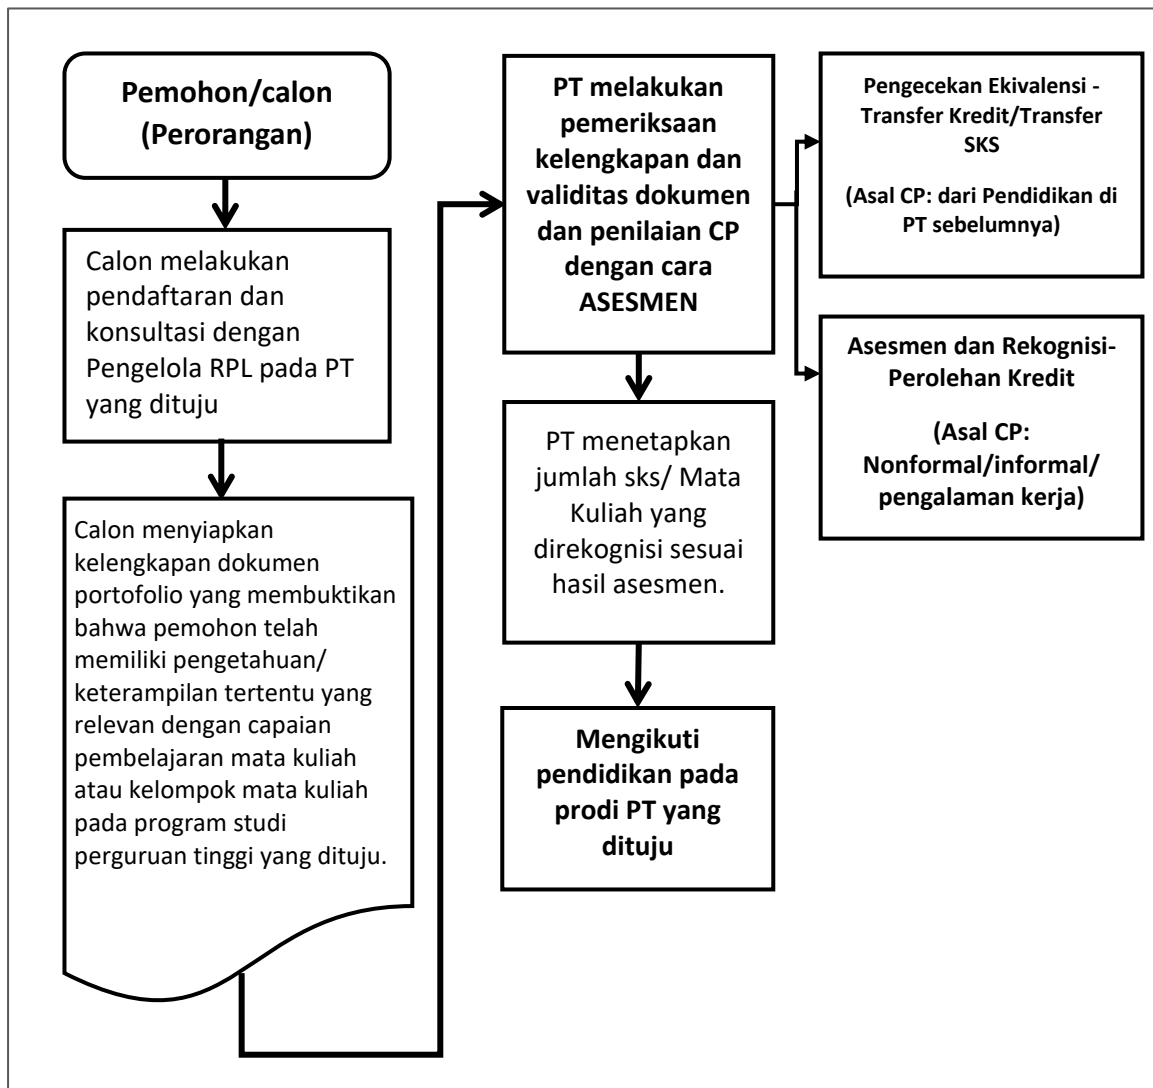 Pemohon/calon
(Perorangan)
Calon melakukan
pendaftaran dan
konsultasi dengan
Pengelola RPL pada PT
yang dituju
Calon menyiapkan
kelengkapan dokumen
portofolio yang membuktikan
bahwa pemohon telah
memiliki pengetahuan/
keterampilan tertentu yang
relevan dengan capaian
pembelajaran mata kuliah
atau kelompok mata kuliah
pada program studi
perguruan tinggi yang dituju.
PT melakukan
pemeriksaan
kelengkapan dan
validitas dokumen
dan penilaian CP
dengan cara
ASESMEN
PT menetapkan
jumlah sks/ Mata
Kuliah yang
direkognisi sesuai
hasil asesmen.
Mengikuti
pendidikan pada
prodi PT yang
dituju
Pengecekan Ekivalensi -
Transfer Kredit/Transfer
SKS
(Asal CP: dari Pendidikan di
PT sebelumnya)
Asesmen dan Rekognisi-
Perolehan Kredit
(Asal CP:
Nonformal/informal/
pengalaman kerja)